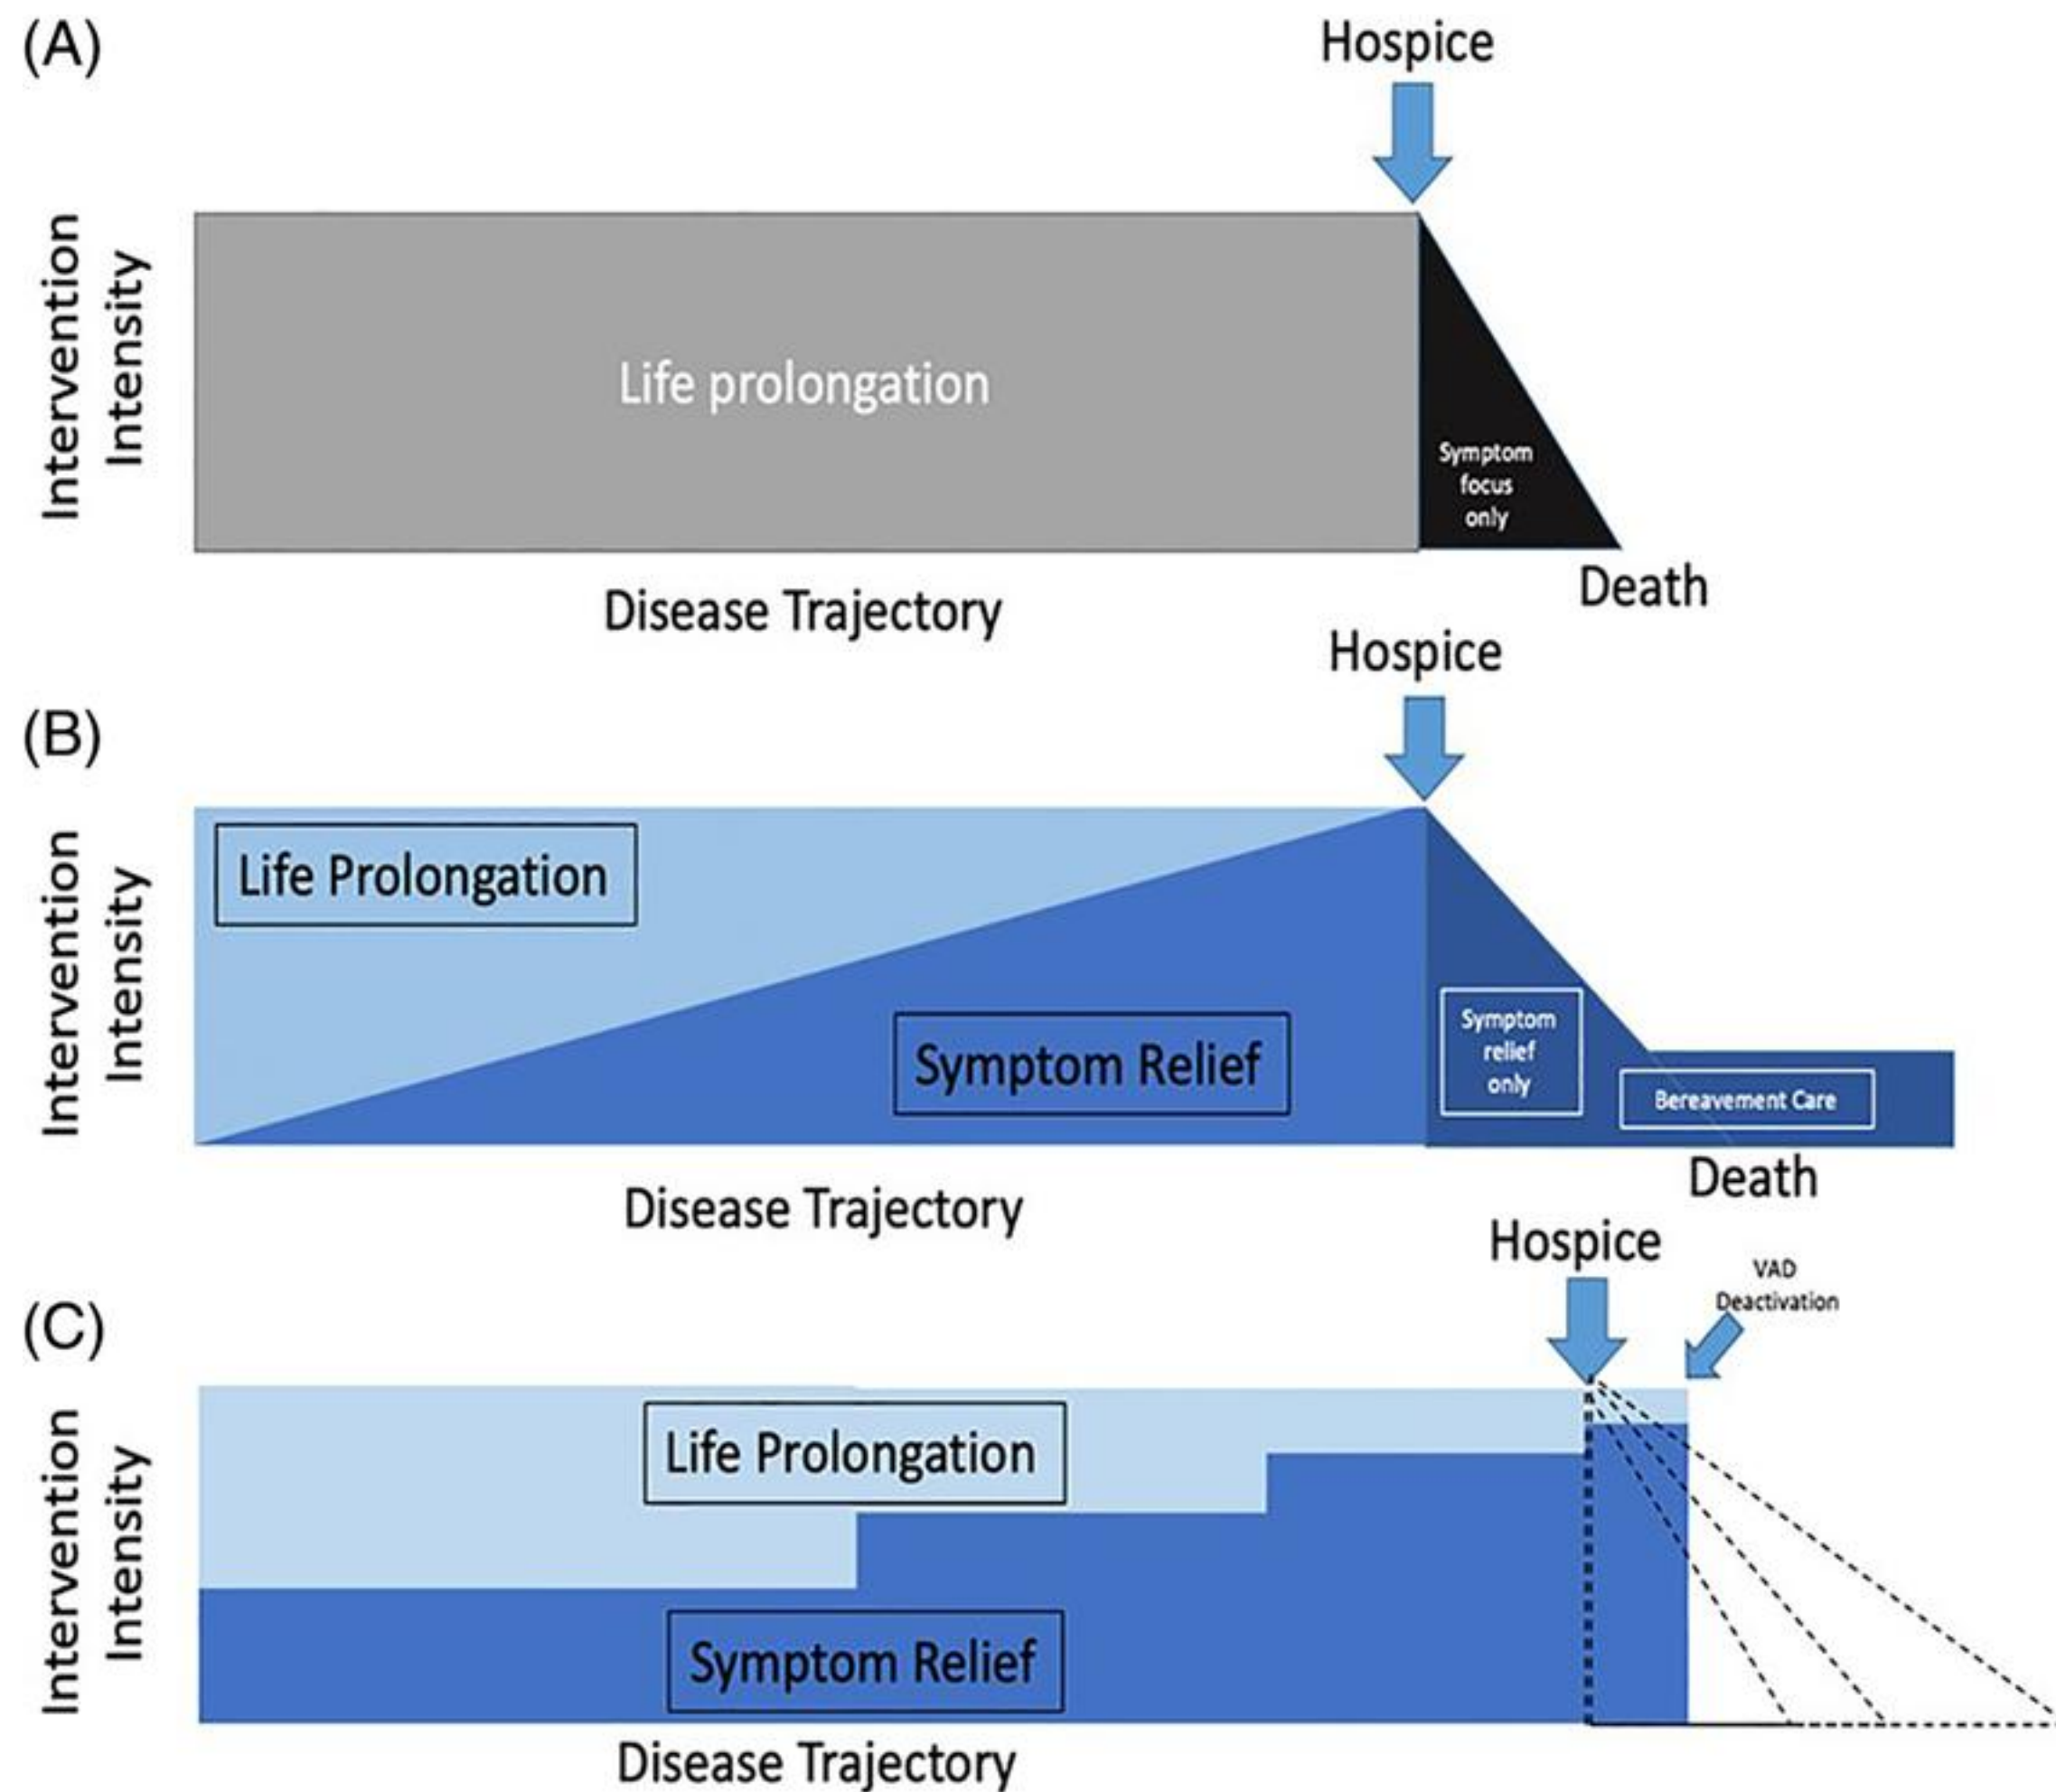 (A)
Hospice
Intervention
Intensity
Life prolongation
Symptom
focus
only
Death
Disease Trajectory
Hospice
(B)
Intervention
Intensity
Life Prolongation
Symptom Relief
Symptom
relief
only
Bereavement Care
Death
Disease Trajectory
Hospice
VAD
Deactivation
(C)
Intervention
Intensity
Life Prolongation
Symptom Relief
Disease Trajectory